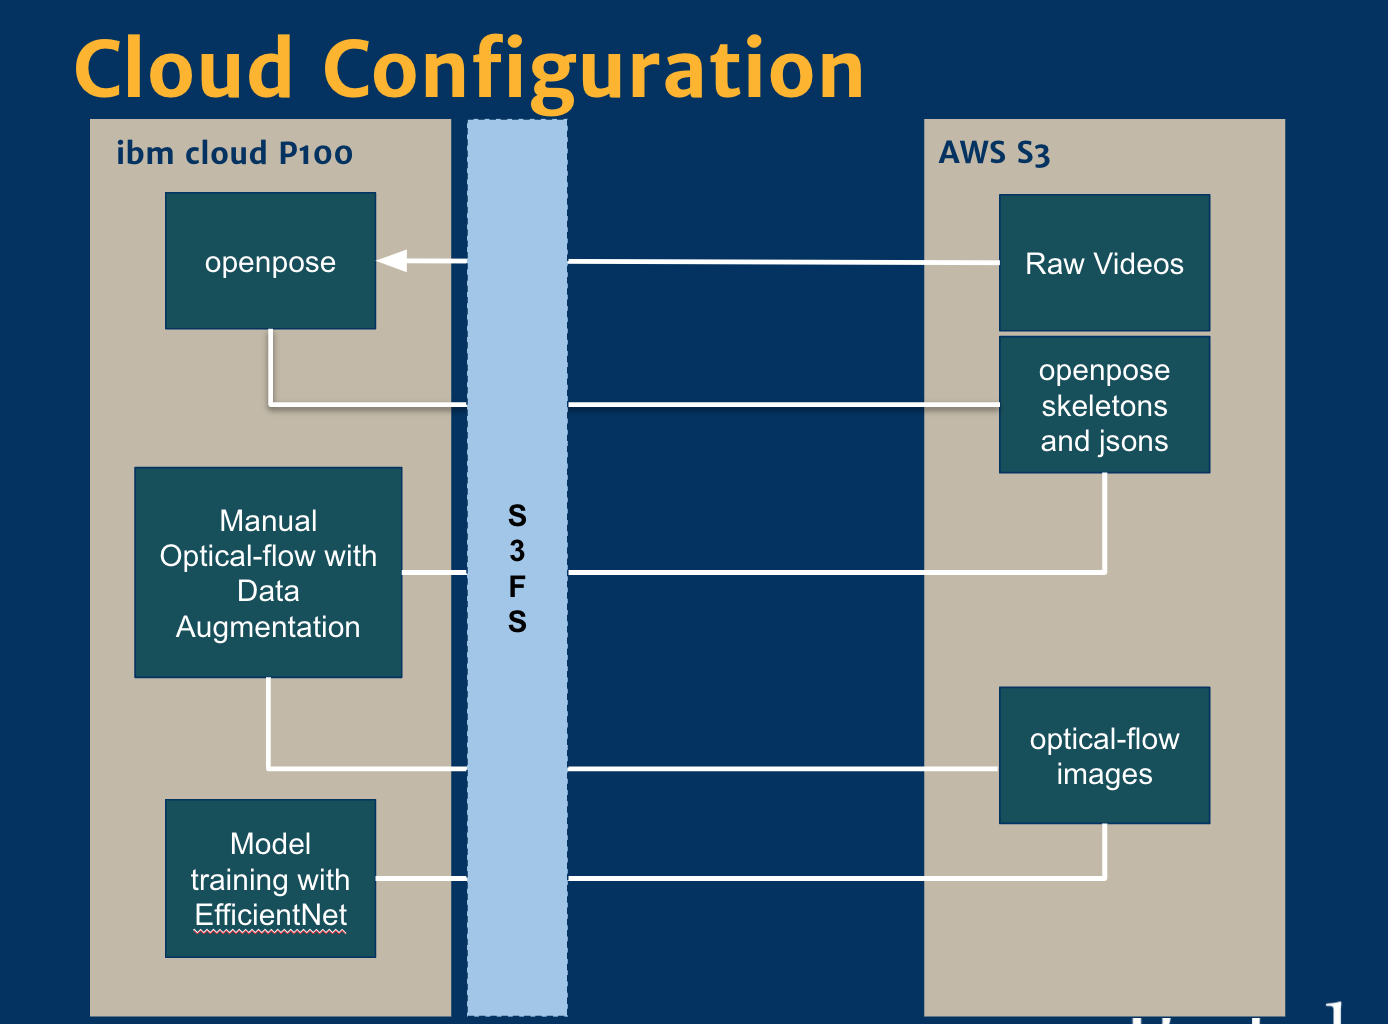 Cloud Configuration
ibm cloud P100
AWS S3
openpose
Raw Videos
openpose
skeletons
and jsons
S
3
F
S
Manual
Optical-flow with
Data
Augmentation
optical-flow
images
Model
training with
EfficientNet